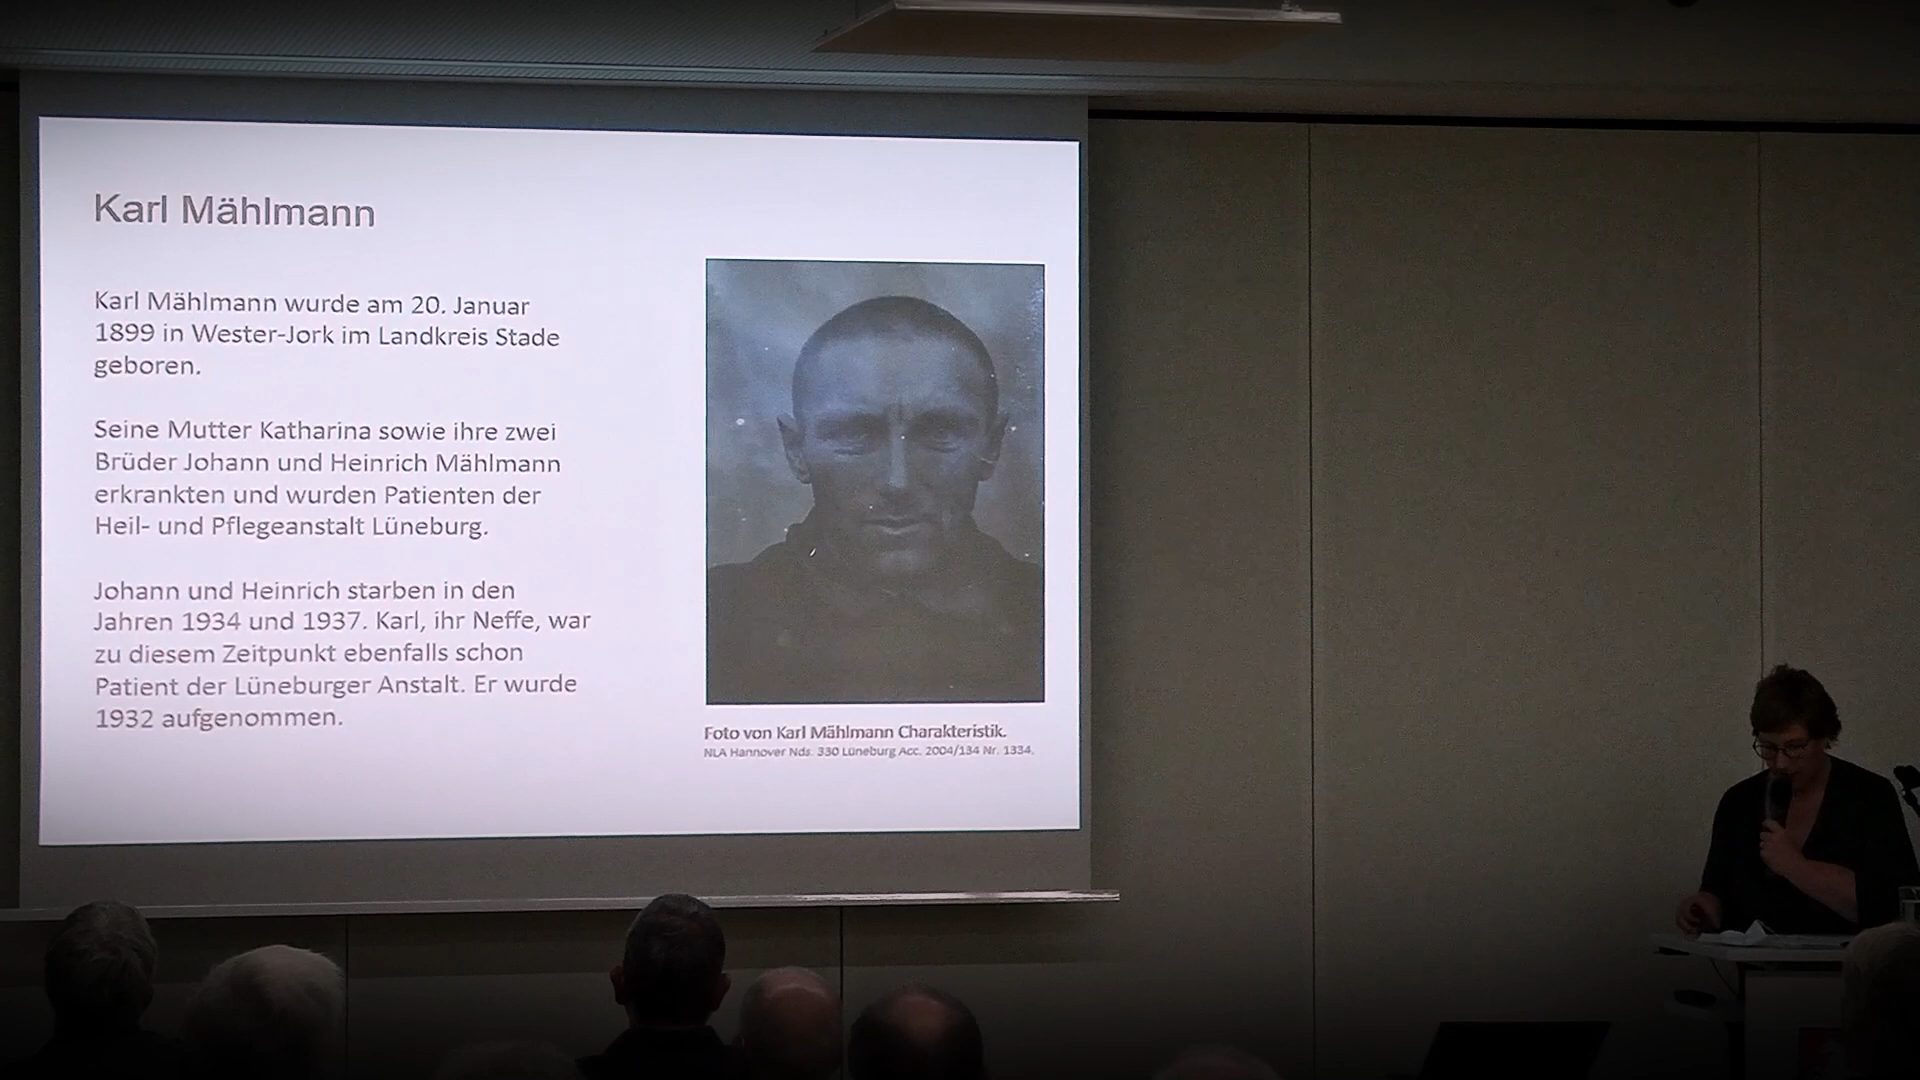 Karl Mählmann
Karl Mählmann wurde am 20. Januar
1899 in Wester-Jork im Landkreis Stade
geboren.
Seine Mutter Katharina sowie ihre zwei
Brüder Johann und Heinrich Mählmann
erkrankten und wurden Patienten der
Heil- und Pflegeanstalt Lüneburg.
Johann und Heinrich starben in den
Jahren 1934 und 1937. Karl, ihr Neffe, war
zu diesem Zeitpunkt ebenfalls schon
Patient der Lüneburger Anstalt. Er wurde
1932 aufgenommen.
Foto von Karl Mählmann Charakteristik.
NLA Hannover Nds. 330 Lüneburg Acc. 2004/134 Nr. 1334.